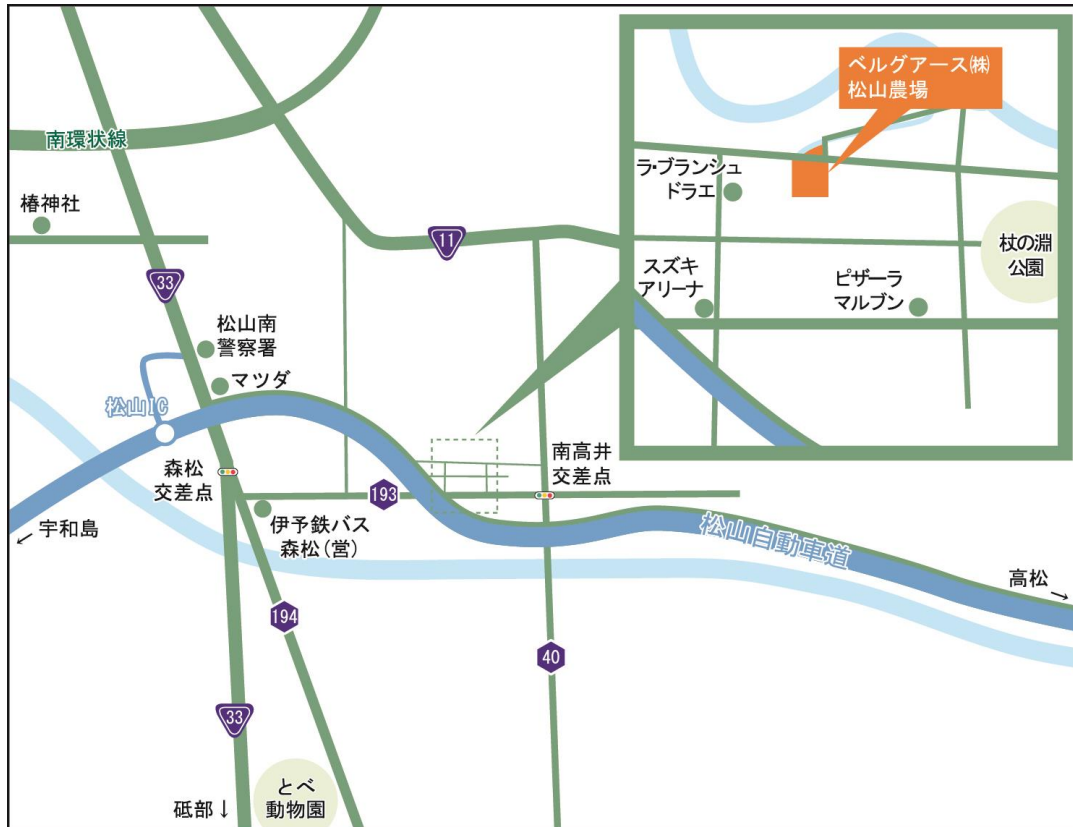 南環状線
椿神社
33
11
松山南
警察署
マツダ
松山IC
森松
交差点
193
南高井
交差点
伊予鉄バス
森松(営)
←宇和島
松山自動車道
高松
→
194
40
33
とべ
動物園
砥部↓
ベルグアース㈱
松山農場
ラ・ブランシュ
ドラエ
杖の淵
公園
スズキ
アリーナ
ピザーラ
マルブン